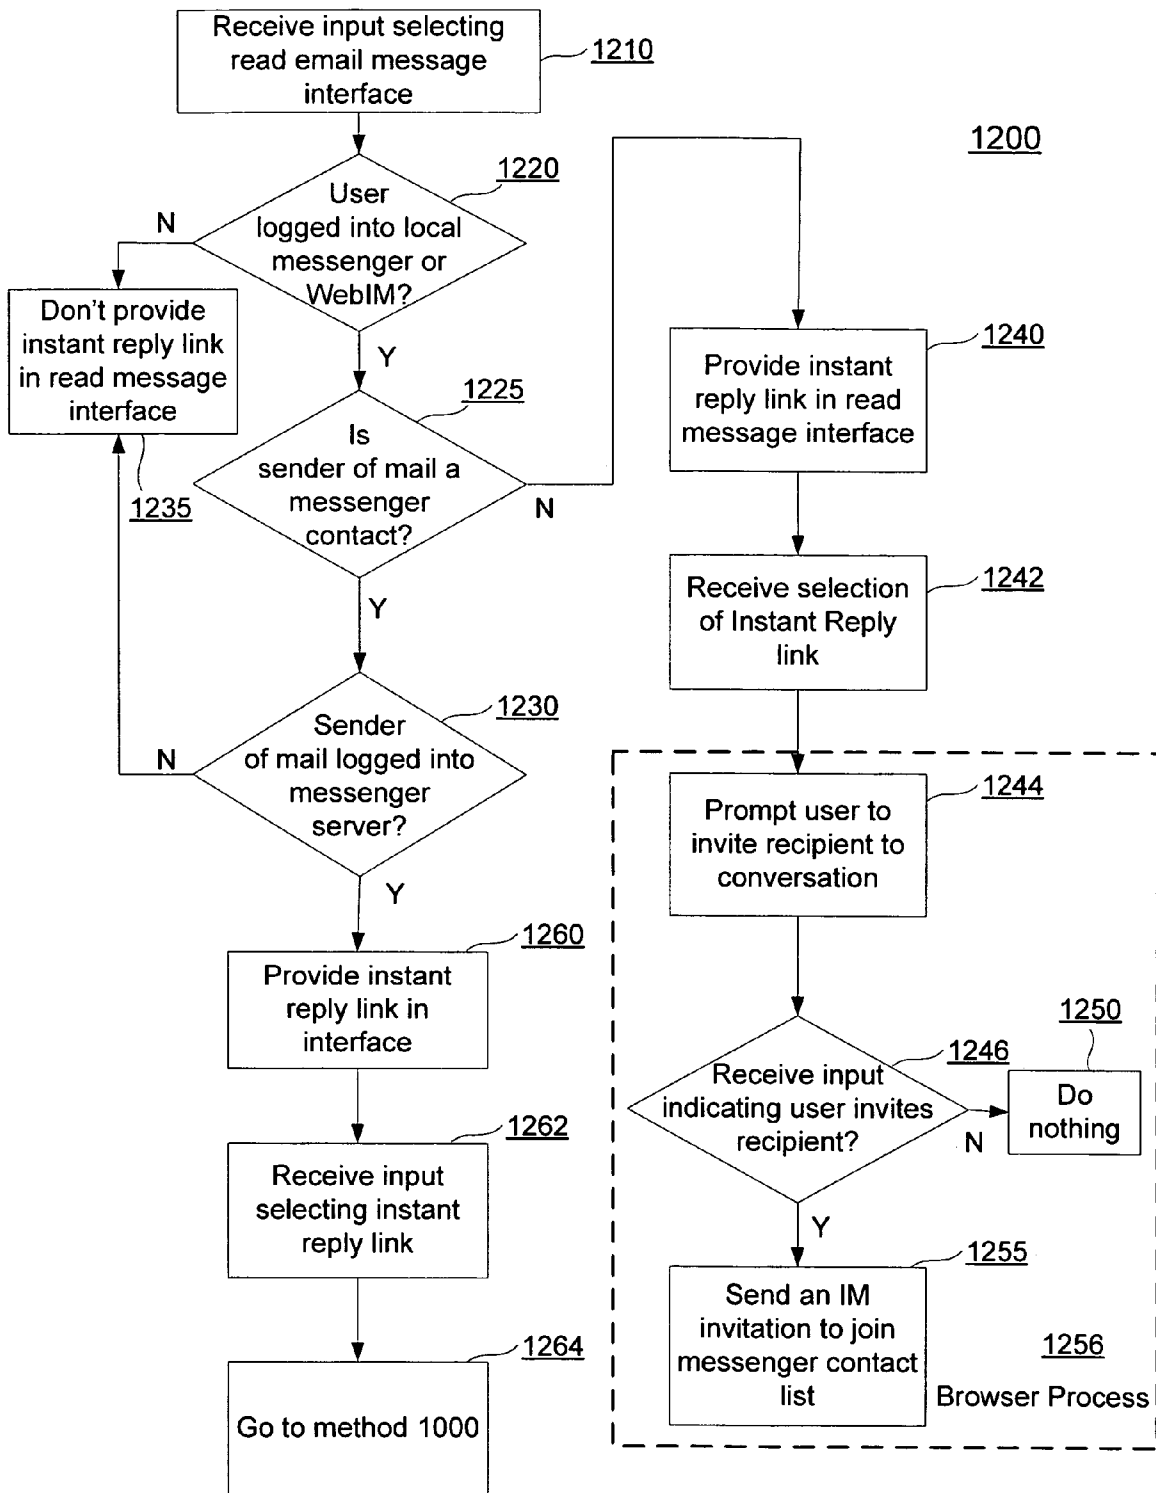 Receive input selecting
read email message
interface
1210
1200
1220
User
logged into local
messenger or
WebIM?
N
Y
Don't provide
instant reply link
in read message
interface
1235
1225
Is
sender of mail a
messenger
contact?
N
Y
1230
Sender
of mail logged into
messenger
server?
N
Y
1260
Provide instant
reply link in
interface
1262
Receive input
selecting instant
reply link
1264
Go to method 1000
1240
Provide instant
reply link in read
message interface
1242
Receive selection
of Instant Reply
link
1244
Prompt user to
invite recipient to
conversation
1246
Receive input
indicating user invites
recipient?
N
Y
1250
Do
nothing
1255
Send an IM
invitation to join
messenger contact
list
1256
Browser Process